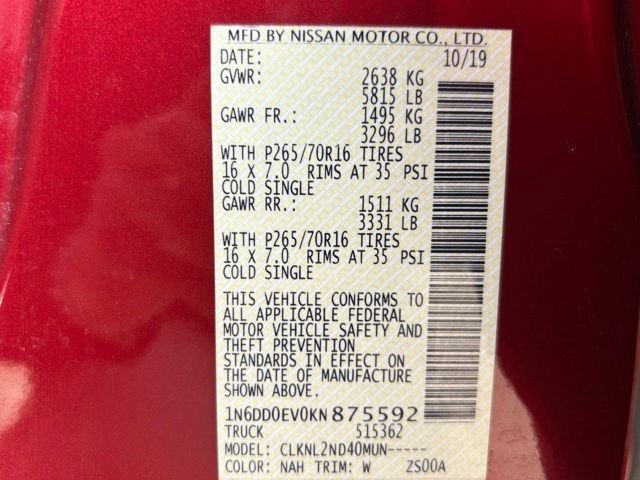 MFD BY NISSAN MOTOR CO., LTD.
DATE: 10/19
GVWR: 2638 KG
5815 LB
GAWR FR.: 1495 KG
3296 LB
WITH P265/70R16 TIRES
16 X 7.0 RIMS AT 35 PSI
COLD SINGLE
GAWR RR.: 1511 KG
3331 LB
WITH P265/70R16 TIRES
16 X 7.0 RIMS AT 35 PSI
COLD SINGLE
THIS VEHICLE CONFORMS TO
ALL APPLICABLE FEDERAL
MOTOR VEHICLE SAFETY AND
THEFT PREVENTION
STANDARDS IN EFFECT ON
THE DATE OF MANUFACTURE
SHOWN ABOVE.
1N6DD0EV0KN875592
TRUCK 515362
MODEL: CLKNL2ND40MUN-----
COLOR: NAH TRIM: W ZS00A